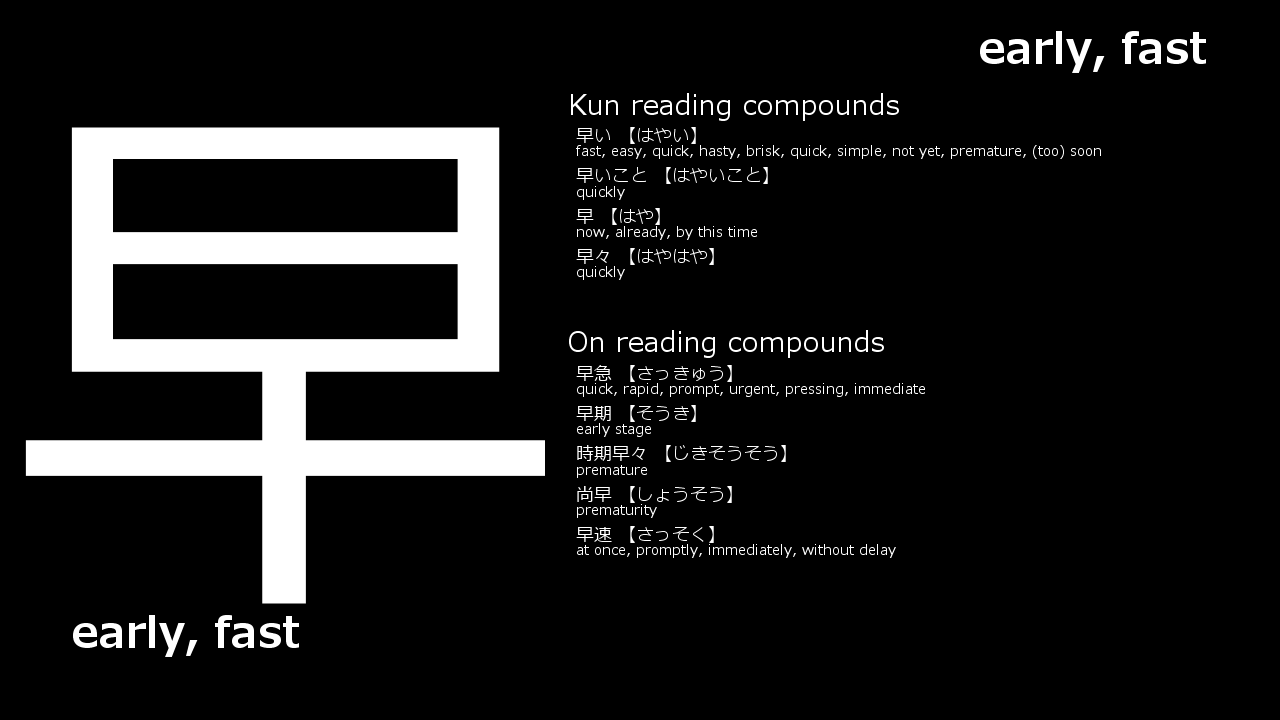 early, fast
早
early, fast
Kun reading compounds
早い 【はやい】
fast, easy, quick, hasty, brisk, quick, simple, not yet, premature, (too) soon
早いこと 【はやいこと】
quickly
早 【はや】
now, already, by this time
早々 【はやはや】
quickly
On reading compounds
早急 【さっきゅう】
quick, rapid, prompt, urgent, pressing, immediate
早期 【そうき】
early stage
時期早々 【じきそうそう】
premature
尚早 【しょうそう】
prematurity
早速 【さっそく】
at once, promptly, immediately, without delay